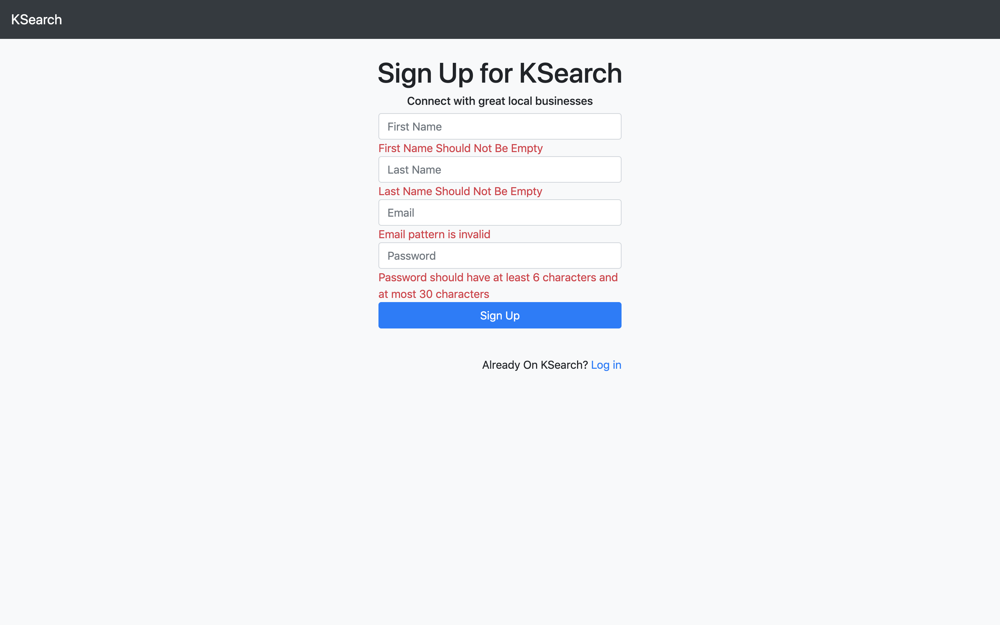 KSearch
Sign Up for KSearch
Connect with great local businesses
First Name
First Name Should Not Be Empty
Last Name
Last Name Should Not Be Empty
Email
Email pattern is invalid
Password
Password should have at least 6 characters and
at most 30 characters
Sign Up
Already On KSearch? Log in